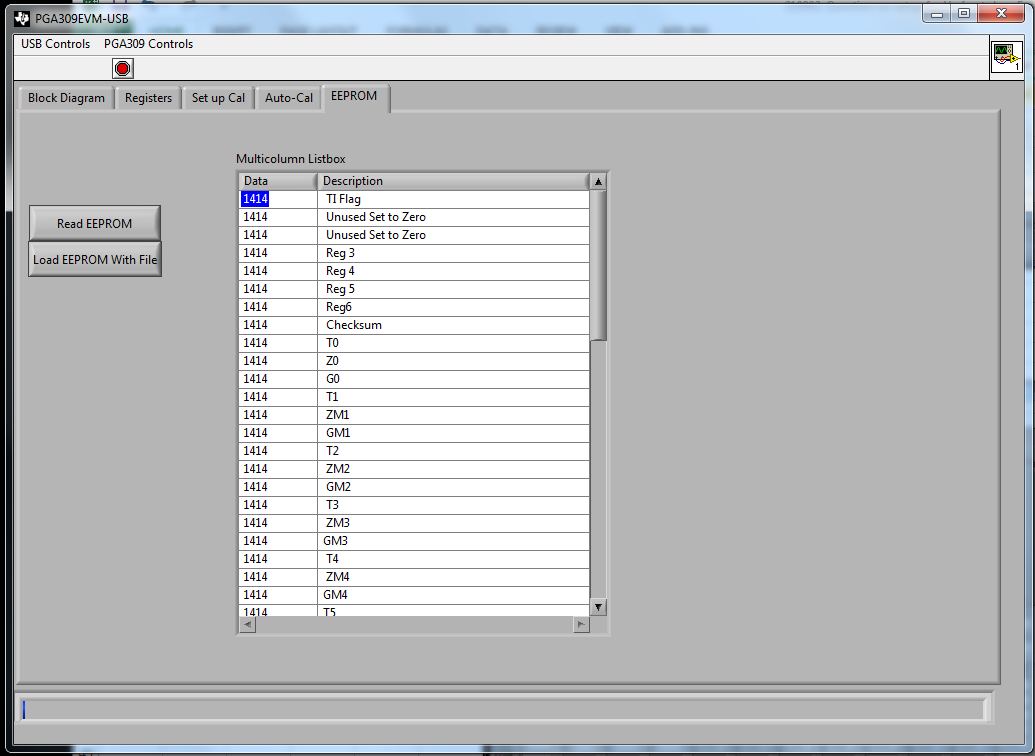 PGA309EVM-USB
USB Controls PGA309 Controls
1
Block Diagram Registers Set up Cal Auto-Cal EEPROM
Multicolumn Listbox
Data Description
1414 TI Flag
1414 Unused Set to Zero
1414 Unused Set to Zero
1414 Reg 3
1414 Reg 4
1414 Reg 5
1414 Reg6
1414 Checksum
1414 T0
1414 Z0
1414 G0
1414 T1
1414 ZM1
1414 GM1
1414 T2
1414 ZM2
1414 GM2
1414 T3
1414 ZM3
1414 GM3
1414 T4
1414 ZM4
1414 GM4
1414 T5
Read EEPROM
Load EEPROM With File